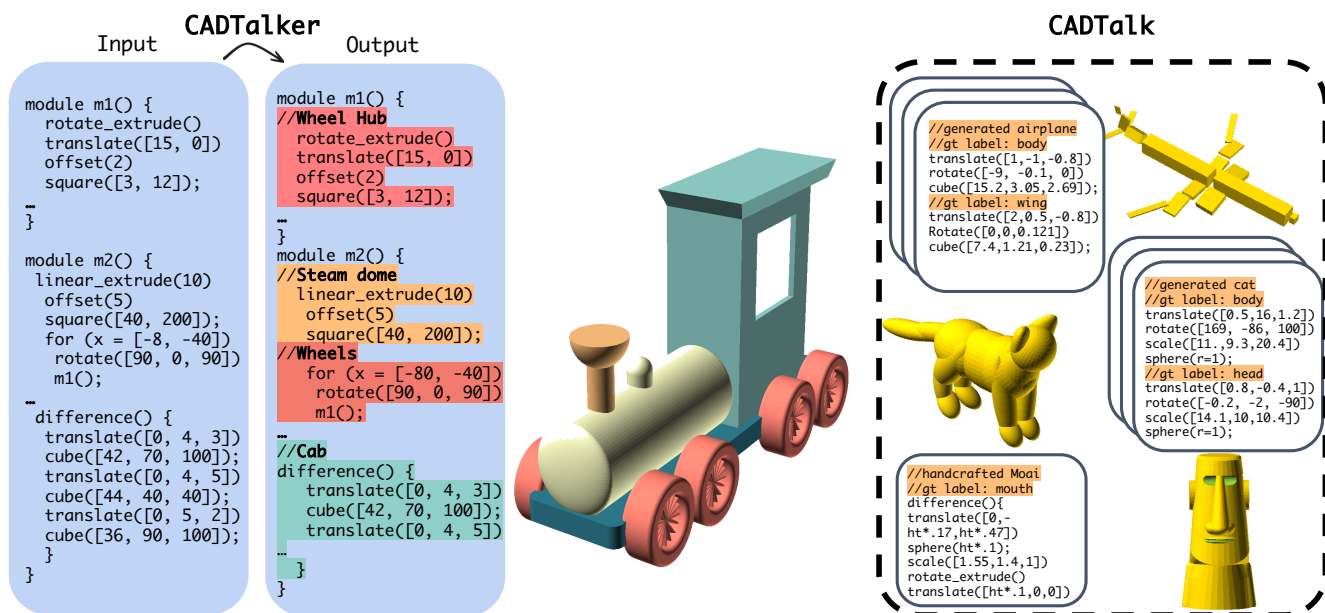 CADTalker
Input
Output
module m1() {
rotate_extrude()
translate([15, 0])
offset(2)
square([3, 12]);
…
}
module m2() {
linear_extrude(10)
offset(5)
square([40, 200]);
for (x = [-8, -40])
rotate([90, 0, 90])
m1();
…
difference() {
translate([0, 4, 3])
cube([42, 70, 100]);
translate([0, 4, 5])
cube([44, 40, 40]);
translate([0, 5, 2])
cube([36, 90, 100]);
}
}
module m1() {
//Wheel Hub
rotate_extrude()
translate([15, 0])
offset(2)
square([3, 12]);
…
}
module m2() {
//Steam dome
linear_extrude(10)
offset(5)
square([40, 200]);
//Wheels
for (x = [-80, -40])
rotate([90, 0, 90])
m1();
…
//Cab
difference() {
translate([0, 4, 3])
cube([42, 70, 100]);
translate([0, 4, 5])
…
}
}
CADTalk
//generated airplane
//gt label: body
translate([1,-1,-0.8])
rotate([-9, -0.1, 0])
cube([15.2,3.05,2.69]);
//gt label: wing
translate([2,0.5,-0.8])
Rotate([0,0,0.121])
cube([7.4,1.21,0.23]);
//generated cat
//gt label: body
translate([0.5,16,1.2])
rotate([169, -86, 100])
scale([11.,9.3,20.4])
sphere(r=1);
//gt label: head
translate([0.8,-0.4,1])
rotate([-0.2, -2, -90])
scale([14.1,10,10.4])
sphere(r=1);
//handcrafted Moai
//gt label: mouth
difference(){
translate([0,-
ht*.17,ht*.47])
sphere(ht*.1);
scale([1.55,1.4,1])
rotate_extrude()
translate([ht*.1,0,0])